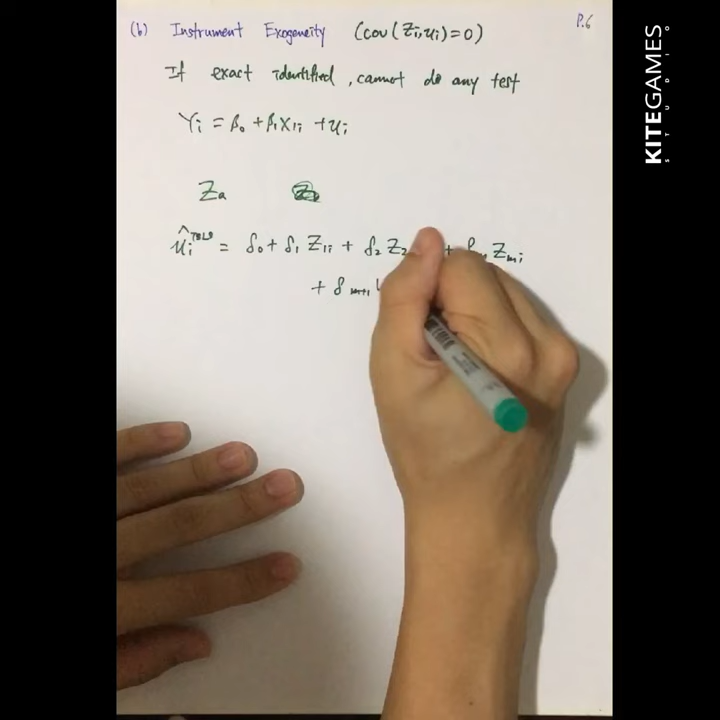 (b) Instrument Exogeneity (cov(Zi,ui)=0)
P.6
If exact identified, cannot do any test
Yi = β0 + β1X1i + ui
Za
ûi^TSLS = δ0 + δ1 Z1i + δ2 Z2 + Zmi
+ δm+1
KITEGAMES
STUDIO